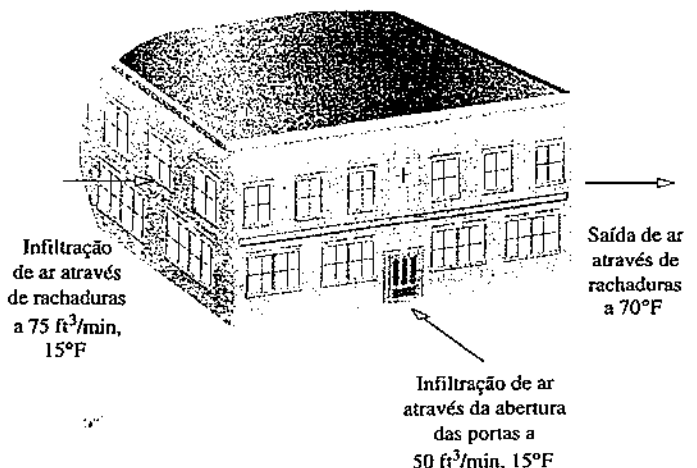 Infiltração
de ar através
de rachaduras
a 75 ft³/min,
15°F
Saída de ar
através de
rachaduras
a 70°F
Infiltração de ar
através da abertura
das portas a
50 ft³/min, 15°F